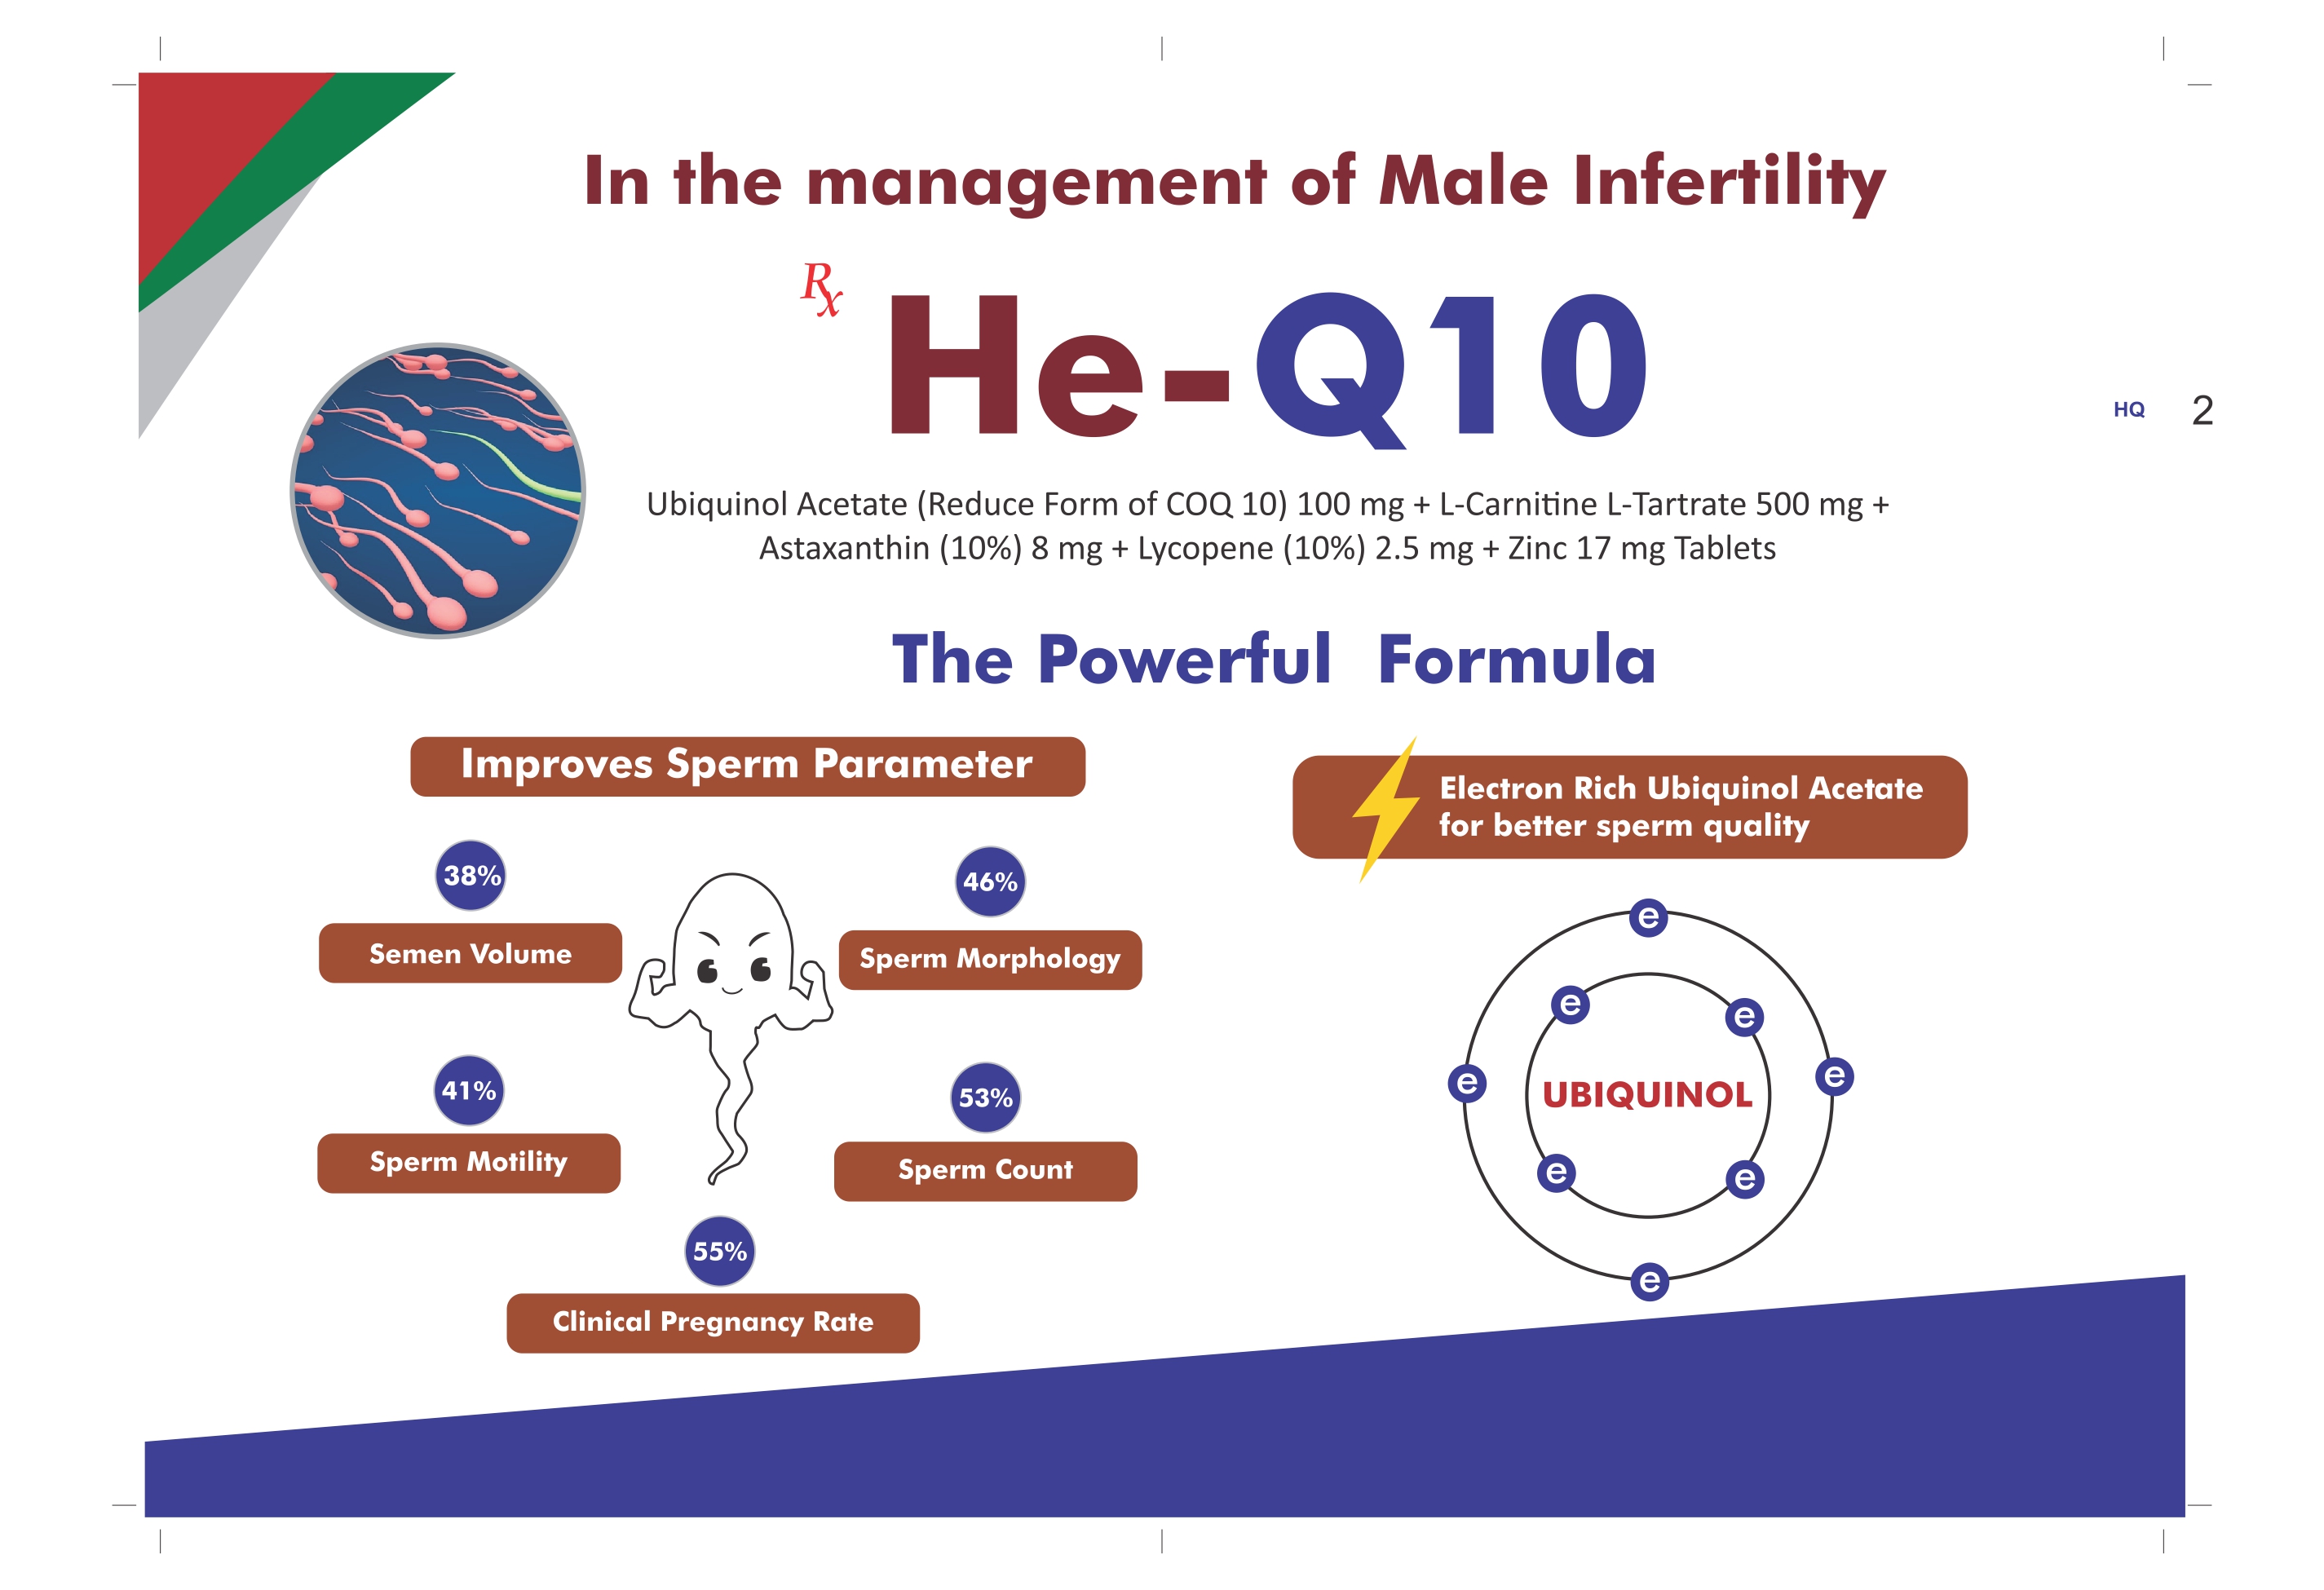 In the management of Male Infertility
Rx
He-Q10
HQ 2
Ubiquinol Acetate (Reduce Form of COQ 10) 100 mg + L-Carnitine L-Tartrate 500 mg +
Astaxanthin (10%) 8 mg + Lycopene (10%) 2.5 mg + Zinc 17 mg Tablets
The Powerful Formula
Improves Sperm Parameter
38%
Semen Volume
46%
Sperm Morphology
41%
Sperm Motility
53%
Sperm Count
55%
Clinical Pregnancy Rate
Electron Rich Ubiquinol Acetate
for better sperm quality
e
e
e
e
e
UBIQUINOL
e
e
e